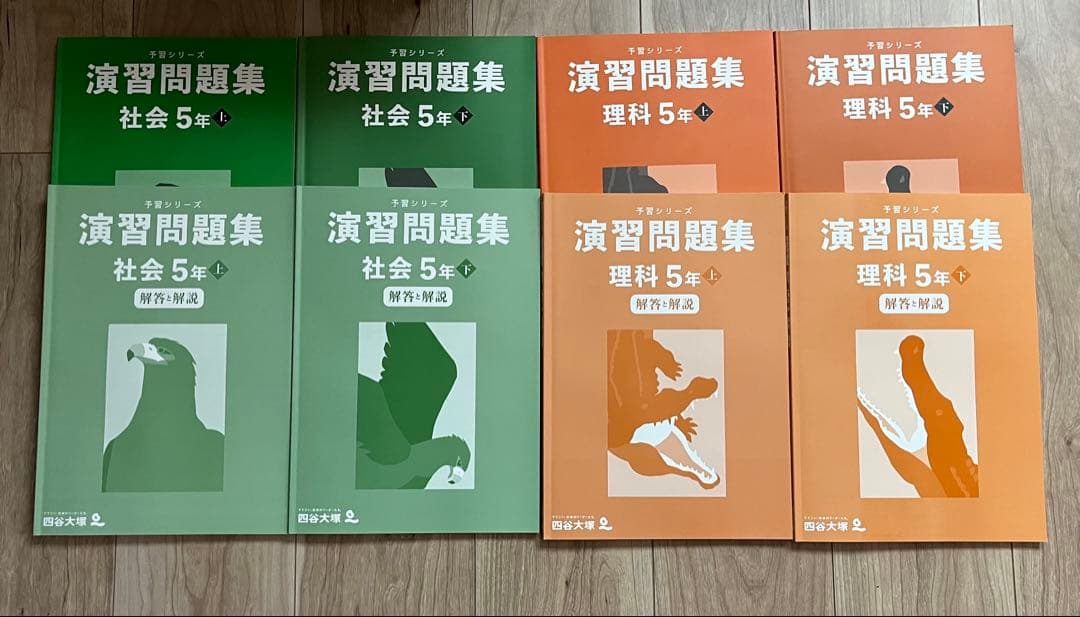 予習シリーズ
演習問題集
社会5年上
予習シリーズ
演習問題集
社会5年下
予習シリーズ
演習問題集
理科5年上
予習シリーズ
演習問題集
理科5年下
予習シリーズ
演習問題集
社会5年上
解答と解説
四谷大塚
予習シリーズ
演習問題集
社会5年下
解答と解説
四谷大塚
予習シリーズ
演習問題集
理科5年上
解答と解説
四谷大塚
予習シリーズ
演習問題集
理科5年下
解答と解説
四谷大塚